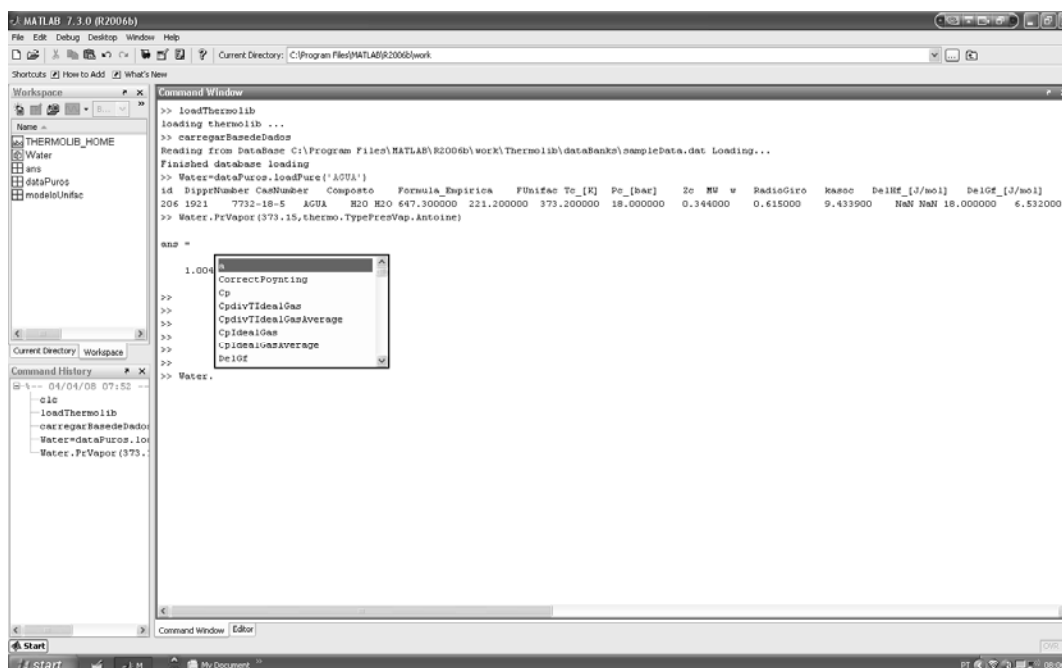 MATLAB 7.3.0 (R2006b)
File Edit Debug Desktop Window Help
Current Directory: C:\Program Files\MATLAB\R2006b\work
Shortcuts How to Add What's New
Workspace
Name
THERMOLIB_HOME
Water
ans
dataPuros
modeloUnifac
Current Directory Workspace
Command History
%-- 04/04/08 07:52 --
clc
loadThermolib
carregarBasedeDados
Water=dataPuros.loa
Water.PrVapor(373.
Command Window
>> loadThermolib
loading thermolib ...
>> carregarBasedeDados
Reading from DataBase C:\Program Files\MATLAB\R2006b\work\Thermolib\dataBanks\sampleData.dat Loading...
Finished database loading
>> Water=dataPuros.loadPure('AGUA')
id DipprNumber CasNumber Composto Formula_Empirica FUnifac Tc_[K] Pc_[bar] Zc MW w RadioGiro kasoc DelHf_[J/mol] DelGf_[J/mol]
206 1921 7732-18-5 AGUA H2O H2O 647.300000 221.200000 373.200000 18.000000 0.344000 0.615000 9.433900 NaN NaN 18.000000 6.532000
>> Water.PrVapor(373.15,thermo.TypePresVap.Antoine)
ans =
1.004
>>
>>
>>
>>
>>
>>
>> Water.
CorrectPoynting
Cp
CpdivTIdealGas
CpdivTIdealGasAverage
CpIdealGas
CpIdealGasAverage
DelGf
Command Window Editor
Start
OVR
start
My Document
PT